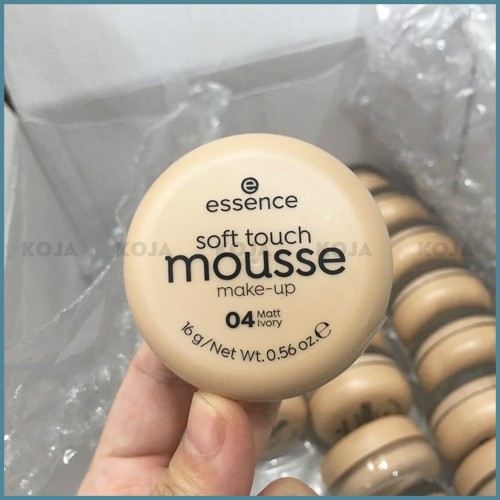 e
essence
soft touch
mousse
make-up
04 Matt Ivory
16 g / Net Wt. 0.56 oz. ℮
KOJA KOJA KOJA KOJA KOJA